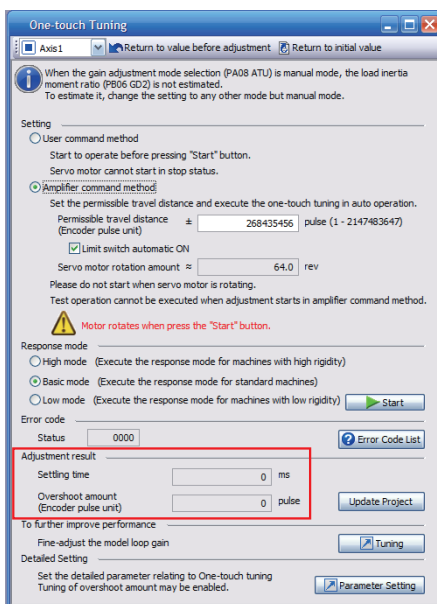 One-touch Tuning
Axis1 Return to value before adjustment Return to initial value
When the gain adjustment mode selection (PA08 ATU) is manual mode, the load inertia
moment ratio (PB06 GD2) is not estimated.
To estimate it, change the setting to any other mode but manual mode.
Setting
User command method
Start to operate before pressing "Start" button.
Servo motor cannot start in stop status.
Amplifier command method
Set the permissible travel distance and execute the one-touch tuning in auto operation.
Permissible travel distance
(Encoder pulse unit)
± 268435456 pulse (1 - 2147483647)
Limit switch automatic ON
Servo motor rotation amount ≈ 64.0 rev
Please do not start when servo motor is rotating.
Test operation cannot be executed when adjustment starts in amplifier command method.
Motor rotates when press the "Start" button.
Response mode
High mode (Execute the response mode for machines with high rigidity)
Basic mode (Execute the response mode for standard machines)
Low mode (Execute the response mode for machines with low rigidity)
Start
Error code
Status 0000
Error Code List
Adjustment result
Settling time 0 ms
Overshoot amount
(Encoder pulse unit)
0 pulse
Update Project
To further improve performance
Fine-adjust the model loop gain
Tuning
Detailed Setting
Set the detailed parameter relating to One-touch tuning
Tuning of overshoot amount may be enabled.
Parameter Setting